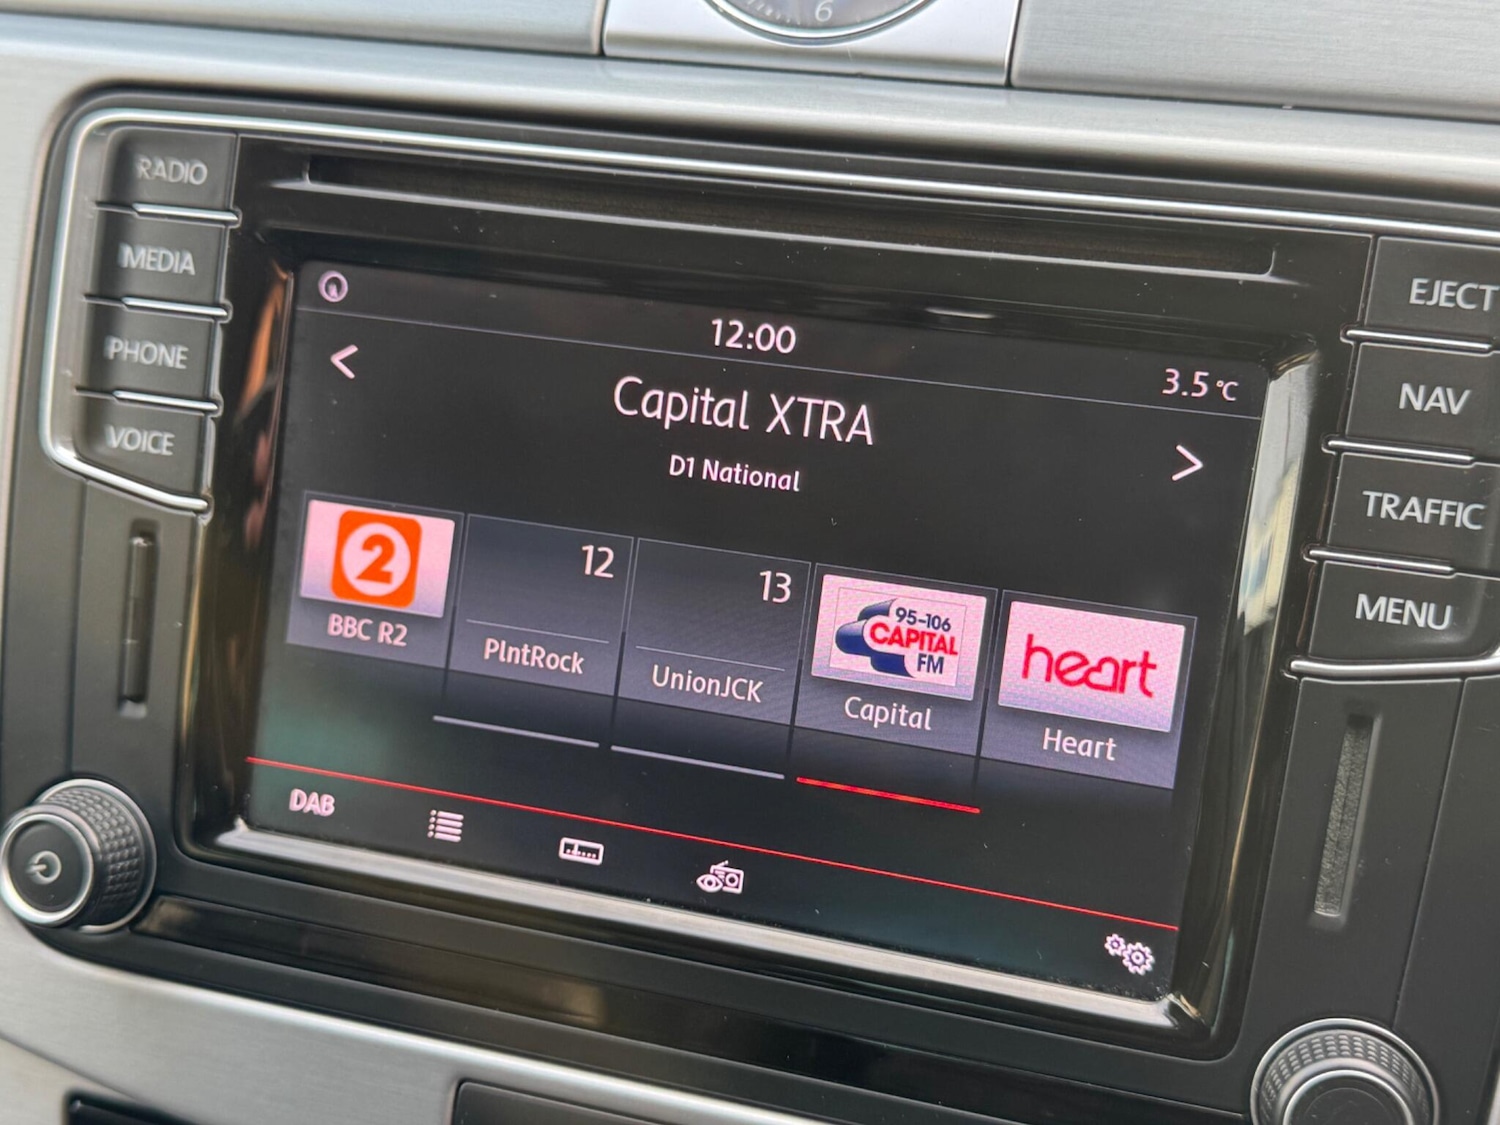 6
RADIO
MEDIA
PHONE
VOICE
12:00
3.5 °C
Capital XTRA
D1 National
2
BBC R2
12
PlntRock
13
UnionJCK
95-106
CAPITAL
FM
Capital
heart
Heart
DAB
EJECT
NAV
TRAFFIC
MENU